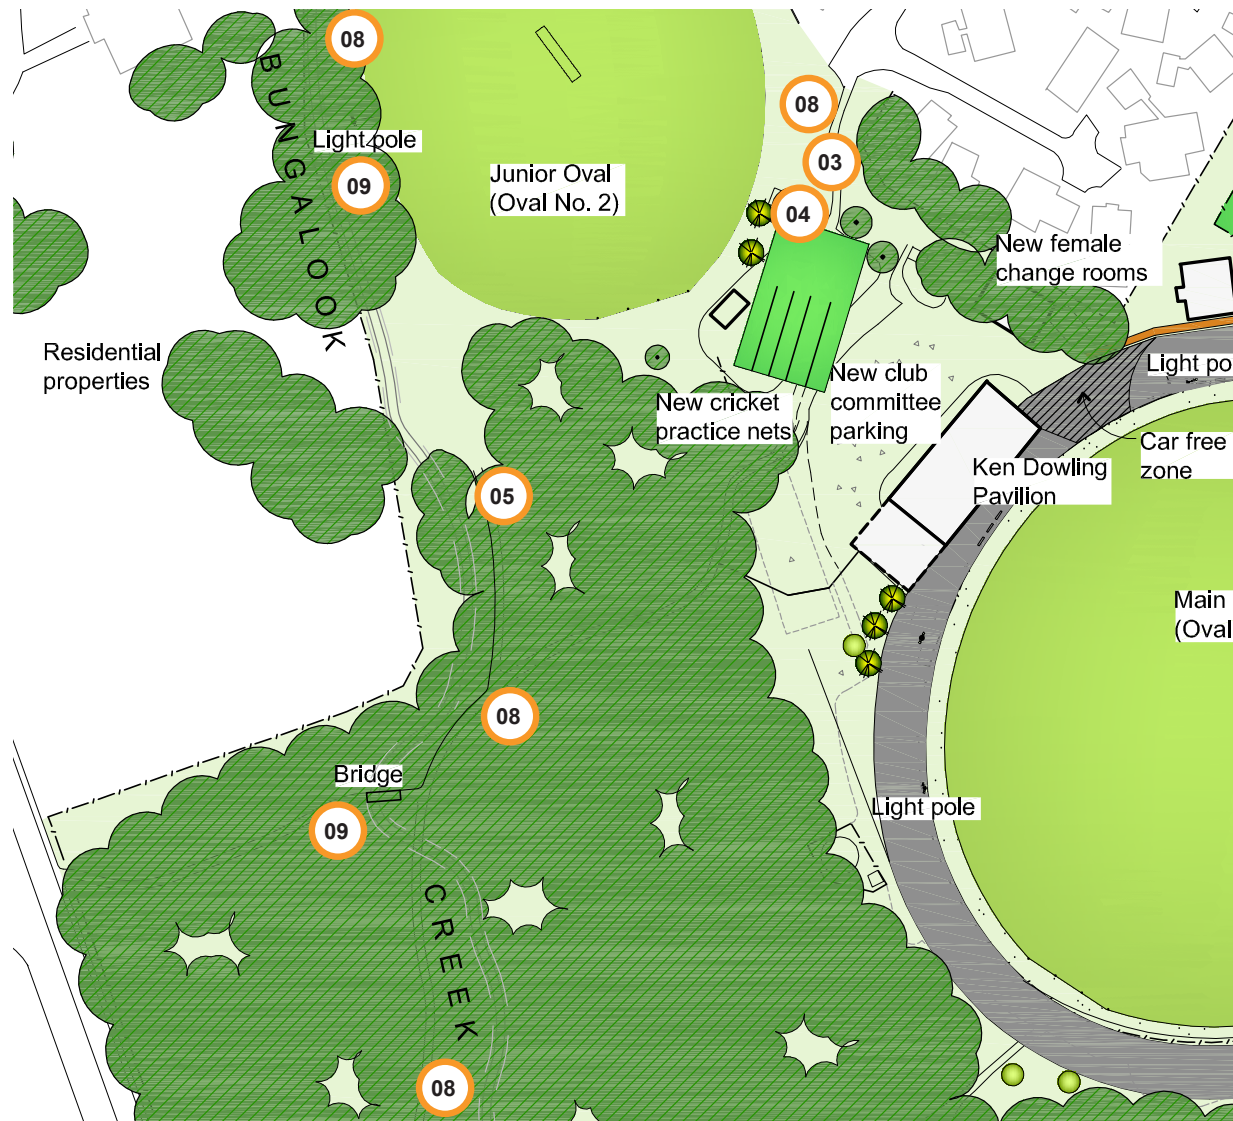 08
BUNGALOOK
Light pole
09
Junior Oval
(Oval No. 2)
08
03
04
New female
change rooms
Residential
properties
Light po
New club
committee
parking
New cricket
practice nets
Car free
zone
Ken Dowling
Pavilion
05
Main
(Oval
08
Bridge
Light pole
09
CREEK
08